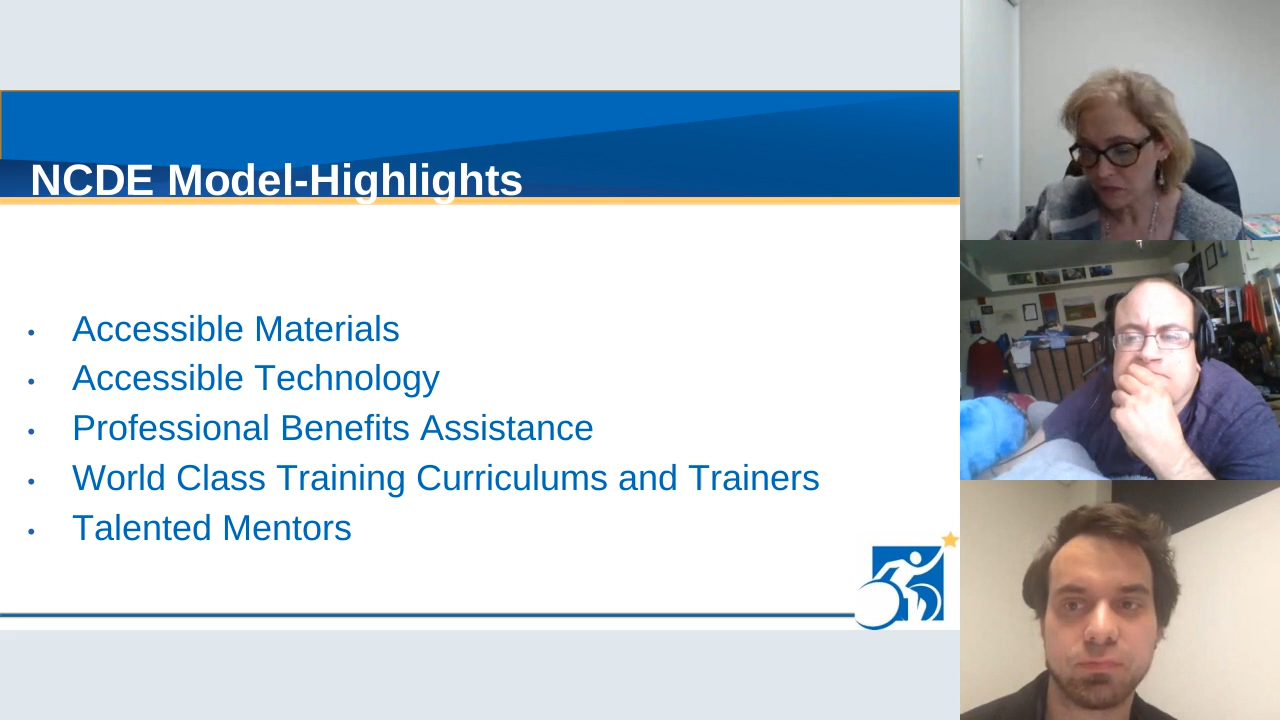 NCDE Model-Highlights
• Accessible Materials
• Accessible Technology
• Professional Benefits Assistance
• World Class Training Curriculums and Trainers
• Talented Mentors